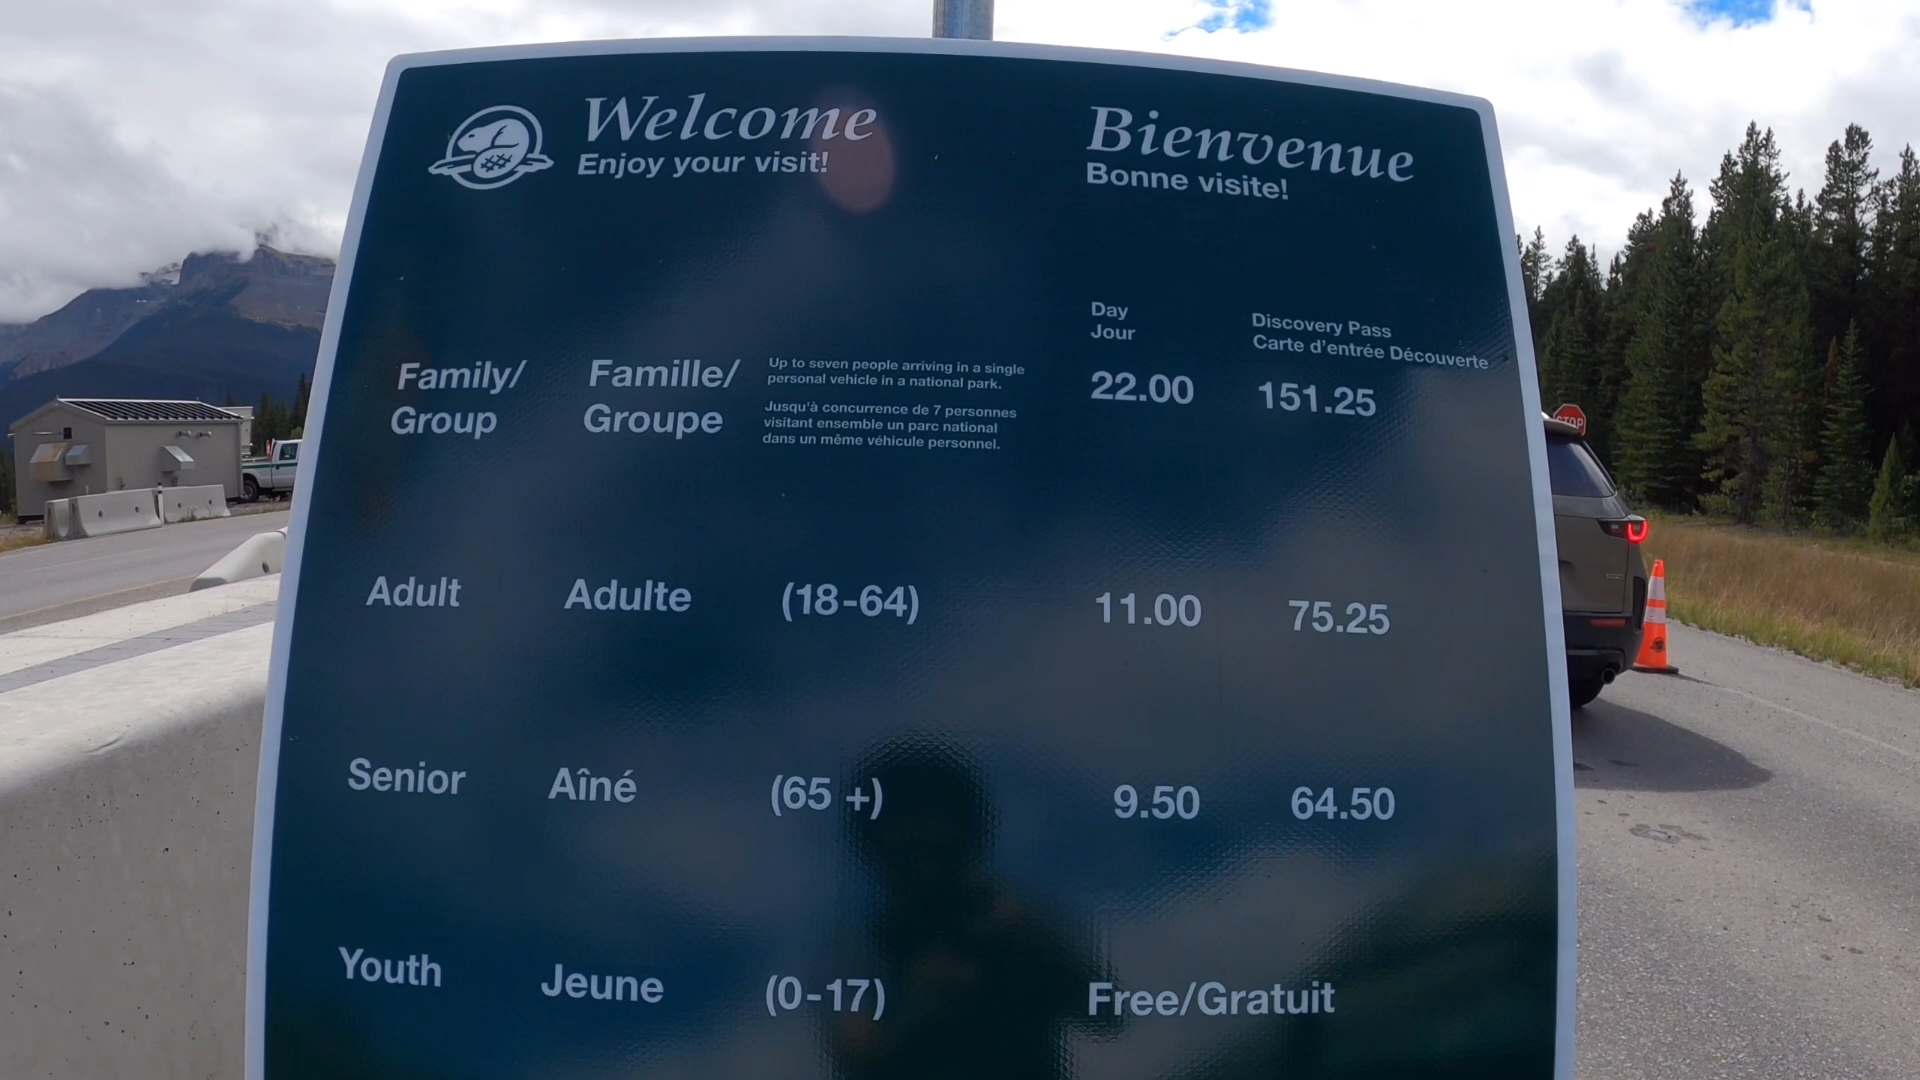 Welcome
Enjoy your visit!
Bienvenue
Bonne visite!
Day
Jour
Discovery Pass
Carte d'entrée Découverte
Family/
Group
Famille/
Groupe
Up to seven people arriving in a single
personal vehicle in a national park.
Jusqu'à concurrence de 7 personnes
visitant ensemble un parc national
dans un même véhicule personnel.
22.00 151.25
Adult Adulte (18-64) 11.00 75.25
Senior Aîné (65 +) 9.50 64.50
Youth Jeune (0-17) Free/Gratuit
STOP